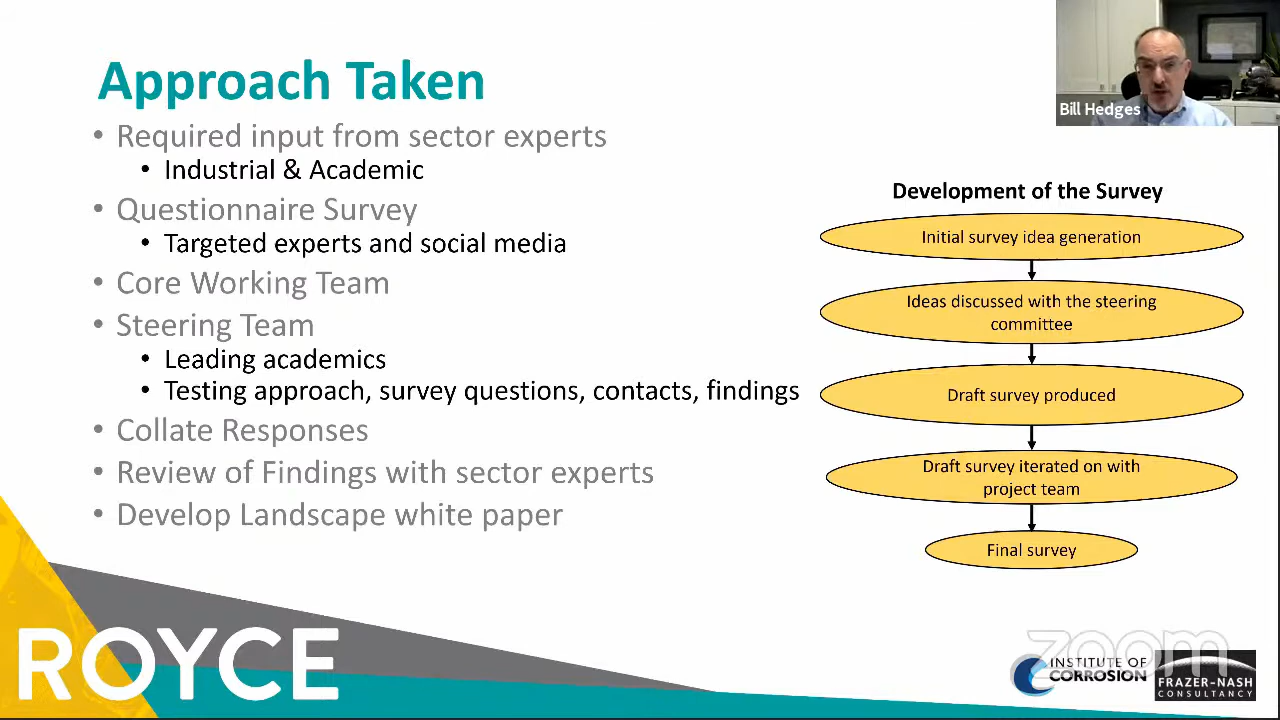 Approach Taken
• Required input from sector experts
• Industrial & Academic
• Questionnaire Survey
• Targeted experts and social media
• Core Working Team
• Steering Team
• Leading academics
• Testing approach, survey questions, contacts, findings
• Collate Responses
• Review of Findings with sector experts
• Develop Landscape white paper
Bill Hedges
Development of the Survey
Initial survey idea generation
Ideas discussed with the steering
committee
Draft survey produced
Draft survey iterated on with
project team
Final survey
ROYCE
zoom
INSTITUTE OF
CORROSION
FRAZER-NASH
CONSULTANCY